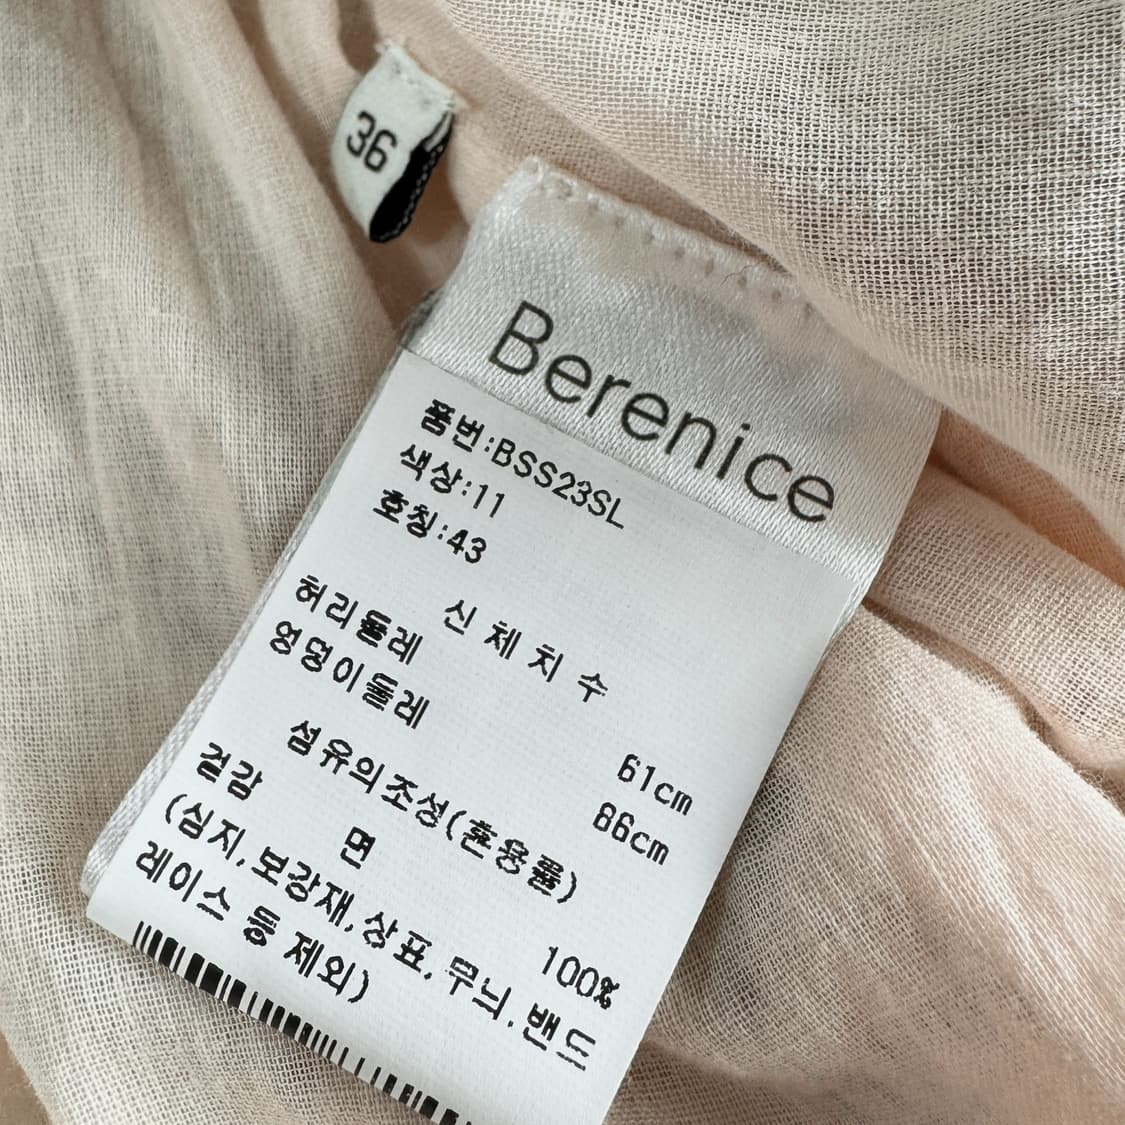 36
Berenice
품번:BSS23SL
색상:11
호칭:43
신체치수
허리둘레 61cm
엉덩이둘레 86cm
섬유의조성(혼용률)
겉감 면 100%
(심지,보강재,상표,무늬,밴드
레이스 등 제외)